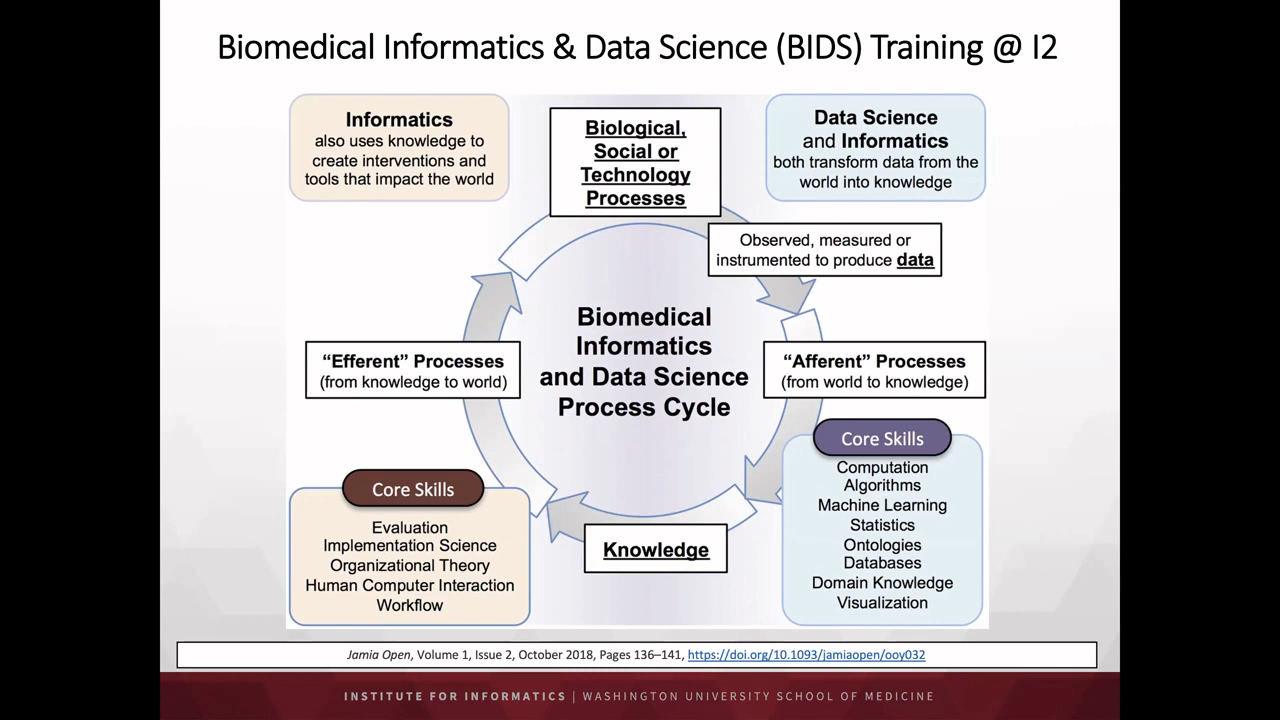 Biomedical Informatics & Data Science (BIDS) Training @ I2
Informatics
also uses knowledge to
create interventions and
tools that impact the world
Biological,
Social or
Technology
Processes
Data Science
and Informatics
both transform data from the
world into knowledge
Observed, measured or
instrumented to produce data
Biomedical
Informatics
and Data Science
Process Cycle
“Efferent” Processes
(from knowledge to world)
“Afferent” Processes
(from world to knowledge)
Core Skills
Evaluation
Implementation Science
Organizational Theory
Human Computer Interaction
Workflow
Knowledge
Core Skills
Computation
Algorithms
Machine Learning
Statistics
Ontologies
Databases
Domain Knowledge
Visualization
Jamia Open, Volume 1, Issue 2, October 2018, Pages 136–141, https://doi.org/10.1093/jamiaopen/ooy032
INSTITUTE FOR INFORMATICS | WASHINGTON UNIVERSITY SCHOOL OF MEDICINE